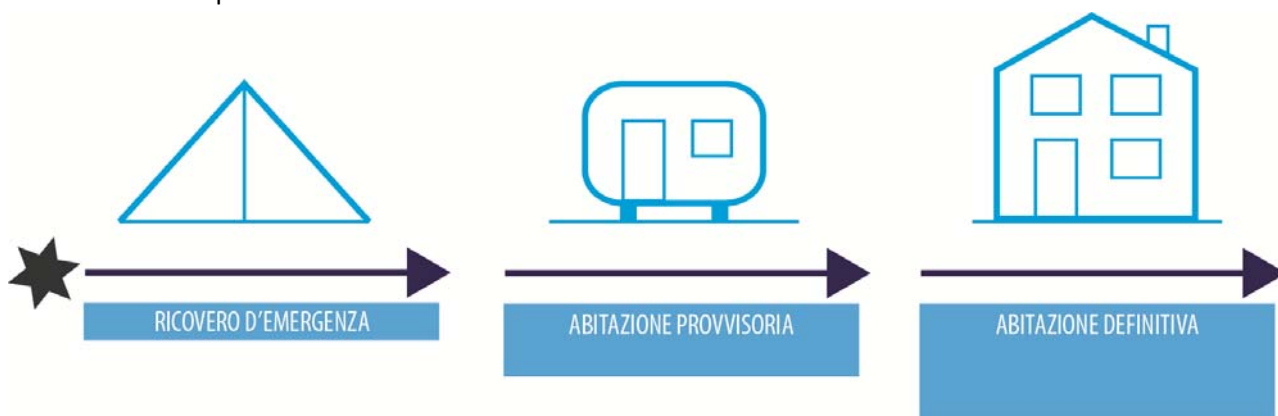 RICOVERO D'EMERGENZA
ABITAZIONE PROVVISORIA
ABITAZIONE DEFINITIVA